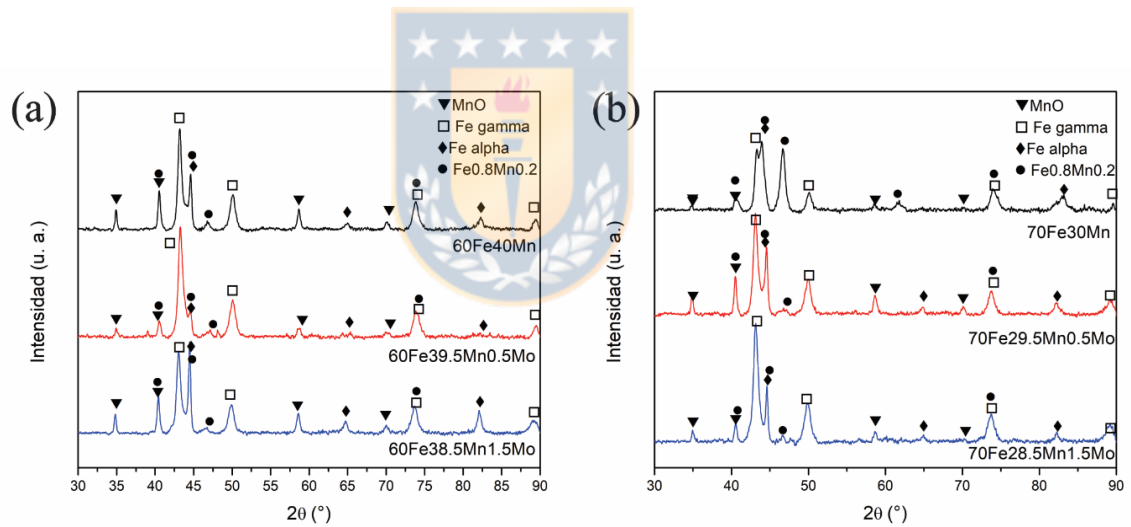 (a)
Intensidad (u. a.)
MnO
Fe gamma
Fe alpha
Fe0.8Mn0.2
60Fe40Mn
60Fe39.5Mn0.5Mo
60Fe38.5Mn1.5Mo
30 35 40 45 50 55 60 65 70 75 80 85 90
2θ (°)
(b)
Intensidad (u. a.)
MnO
Fe gamma
Fe alpha
Fe0.8Mn0.2
70Fe30Mn
70Fe29.5Mn0.5Mo
70Fe28.5Mn1.5Mo
30 40 50 60 70 80 90
2θ (°)